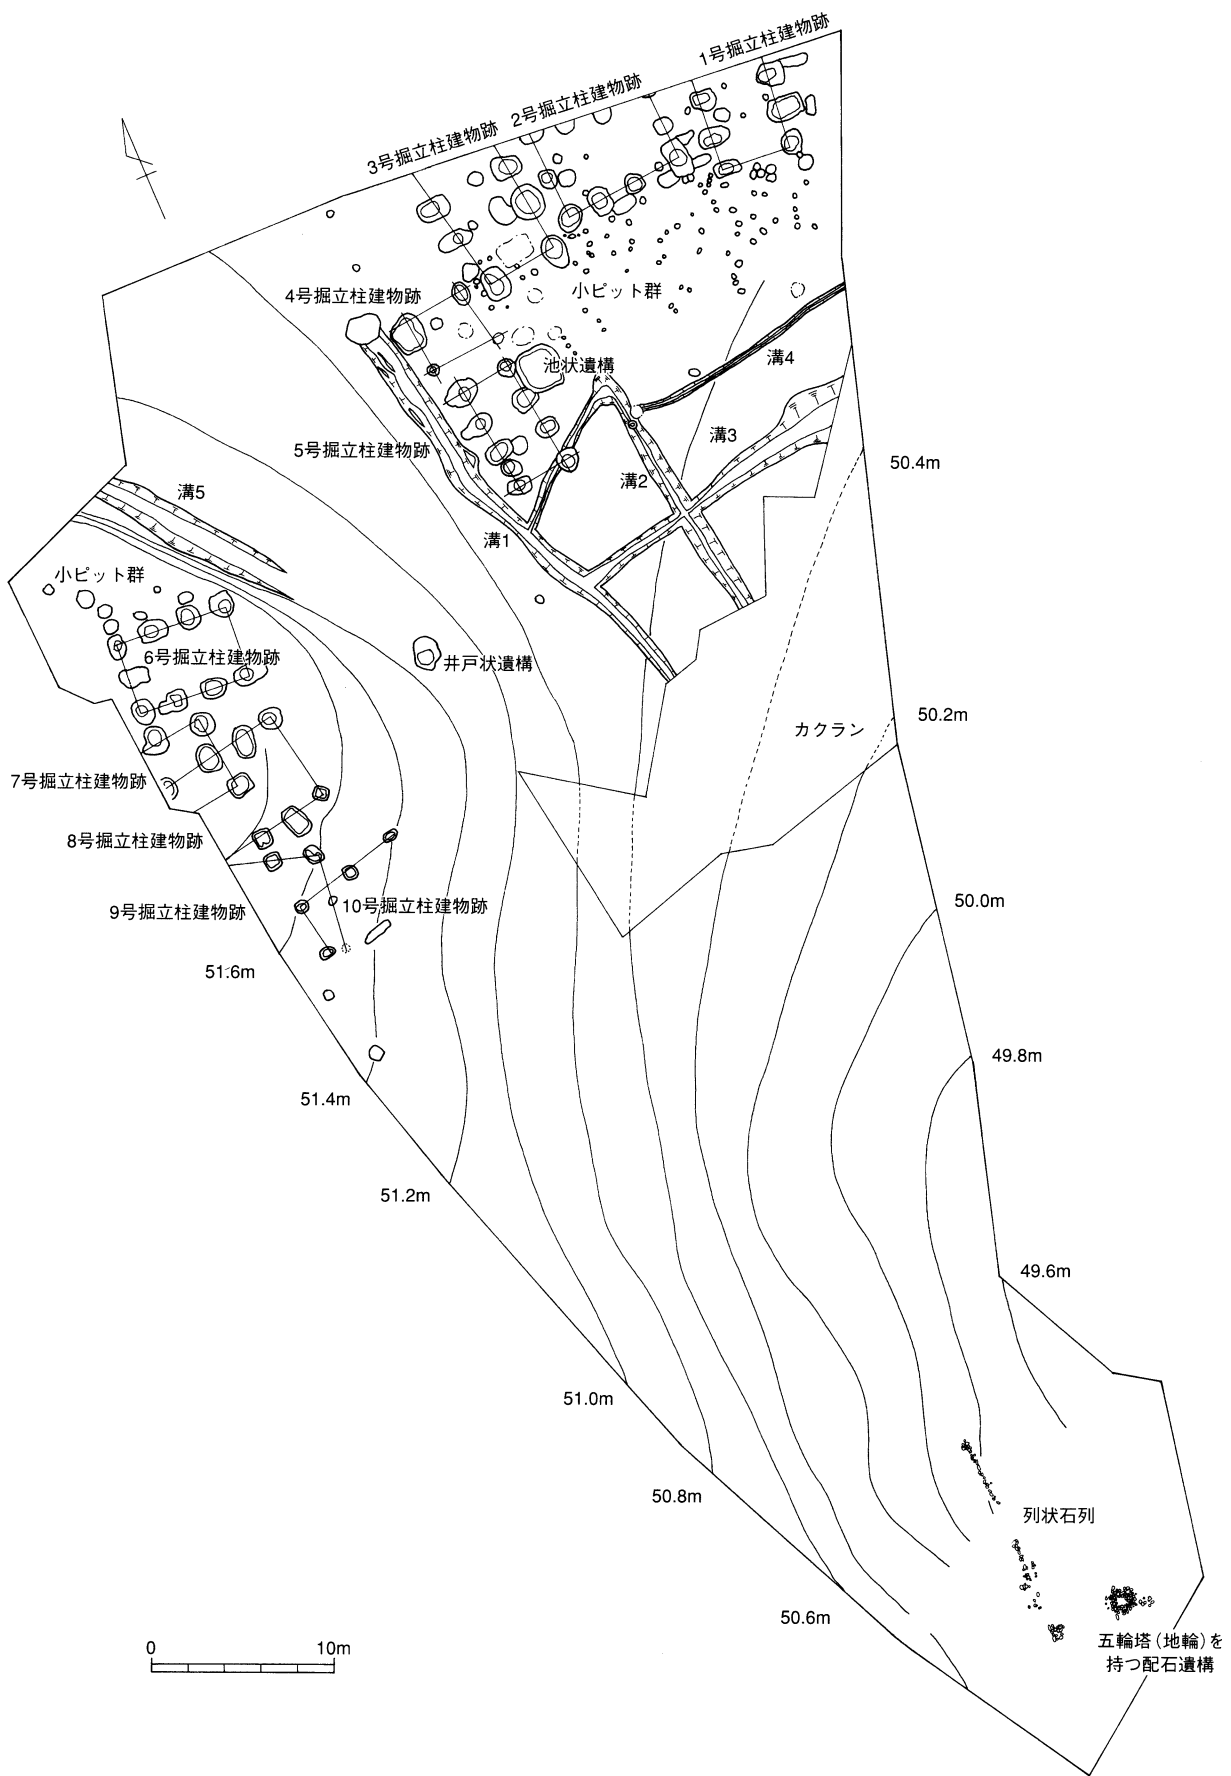 1号掘立柱建物跡
2号掘立柱建物跡
3号掘立柱建物跡
4号掘立柱建物跡
小ピット群
池状遺構
溝4
溝3
5号掘立柱建物跡
50.4m
溝2
溝5
溝1
小ピット群
6号掘立柱建物跡
井戸状遺構
50.2m
カクラン
7号掘立柱建物跡
8号掘立柱建物跡
50.0m
9号掘立柱建物跡
10号掘立柱建物跡
51.6m
49.8m
51.4m
51.2m
49.6m
51.0m
50.8m
列状石列
50.6m
五輪塔（地輪）を
持つ配石遺構
0 10m